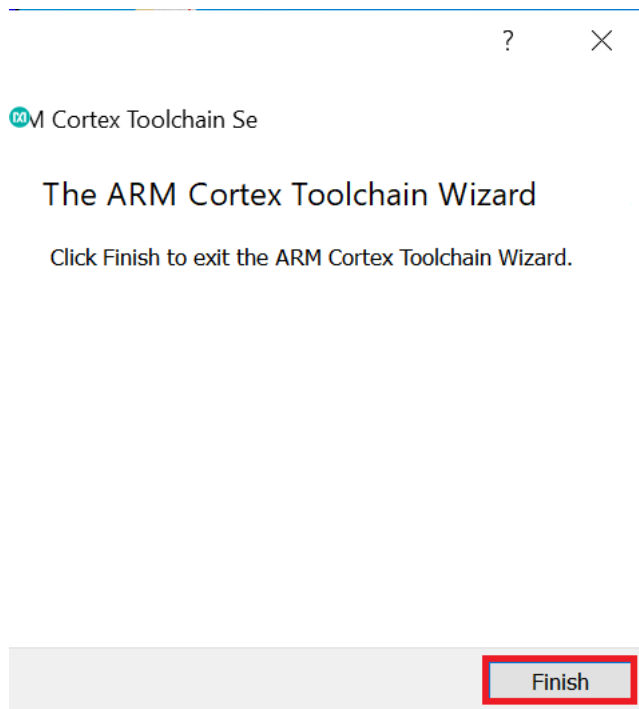 ?
M Cortex Toolchain Se
The ARM Cortex Toolchain Wizard
Click Finish to exit the ARM Cortex Toolchain Wizard.
Finish